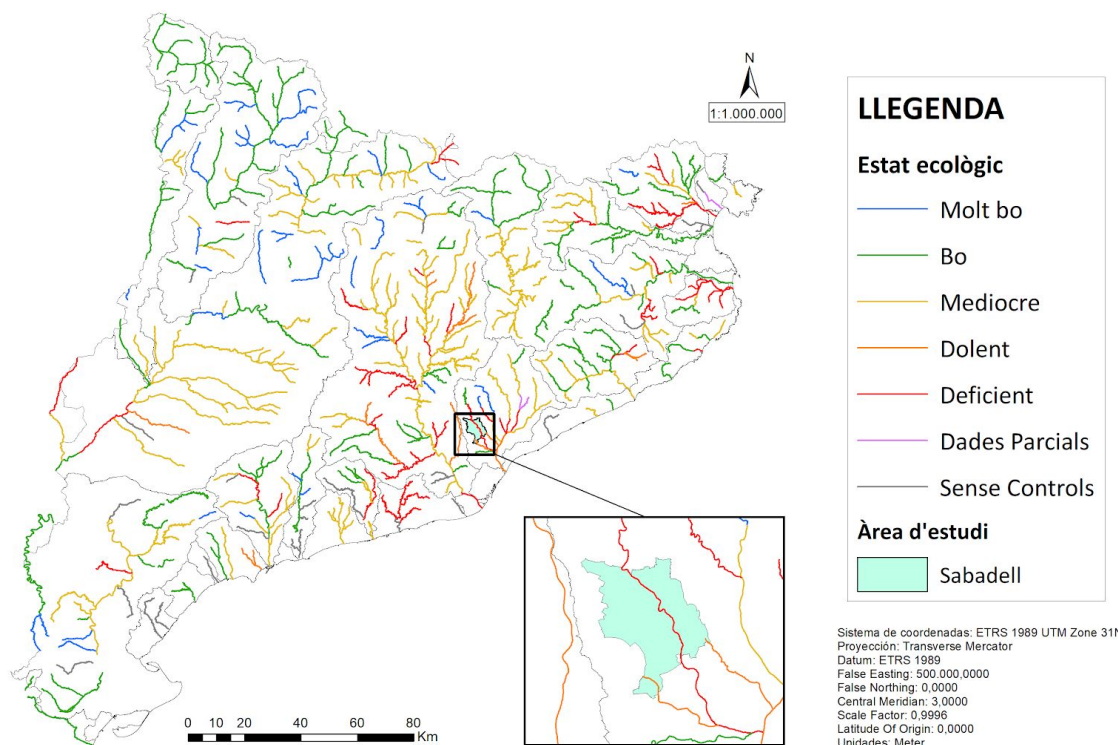 N
1:1.000.000
LLEGENDA
Estat ecològic
Molt bo
Bo
Mediocre
Dolent
Deficient
Dades Parcials
Sense Controls
Àrea d'estudi
Sabadell
Sistema de coordenadas: ETRS 1989 UTM Zone 31N
Proyección: Transverse Mercator
Datum: ETRS 1989
False Easting: 500.000,0000
False Northing: 0,0000
Central Meridian: 3,0000
Scale Factor: 0,9996
Latitude Of Origin: 0,0000
Unidades: Meter
0 10 20 40 60 80
Km